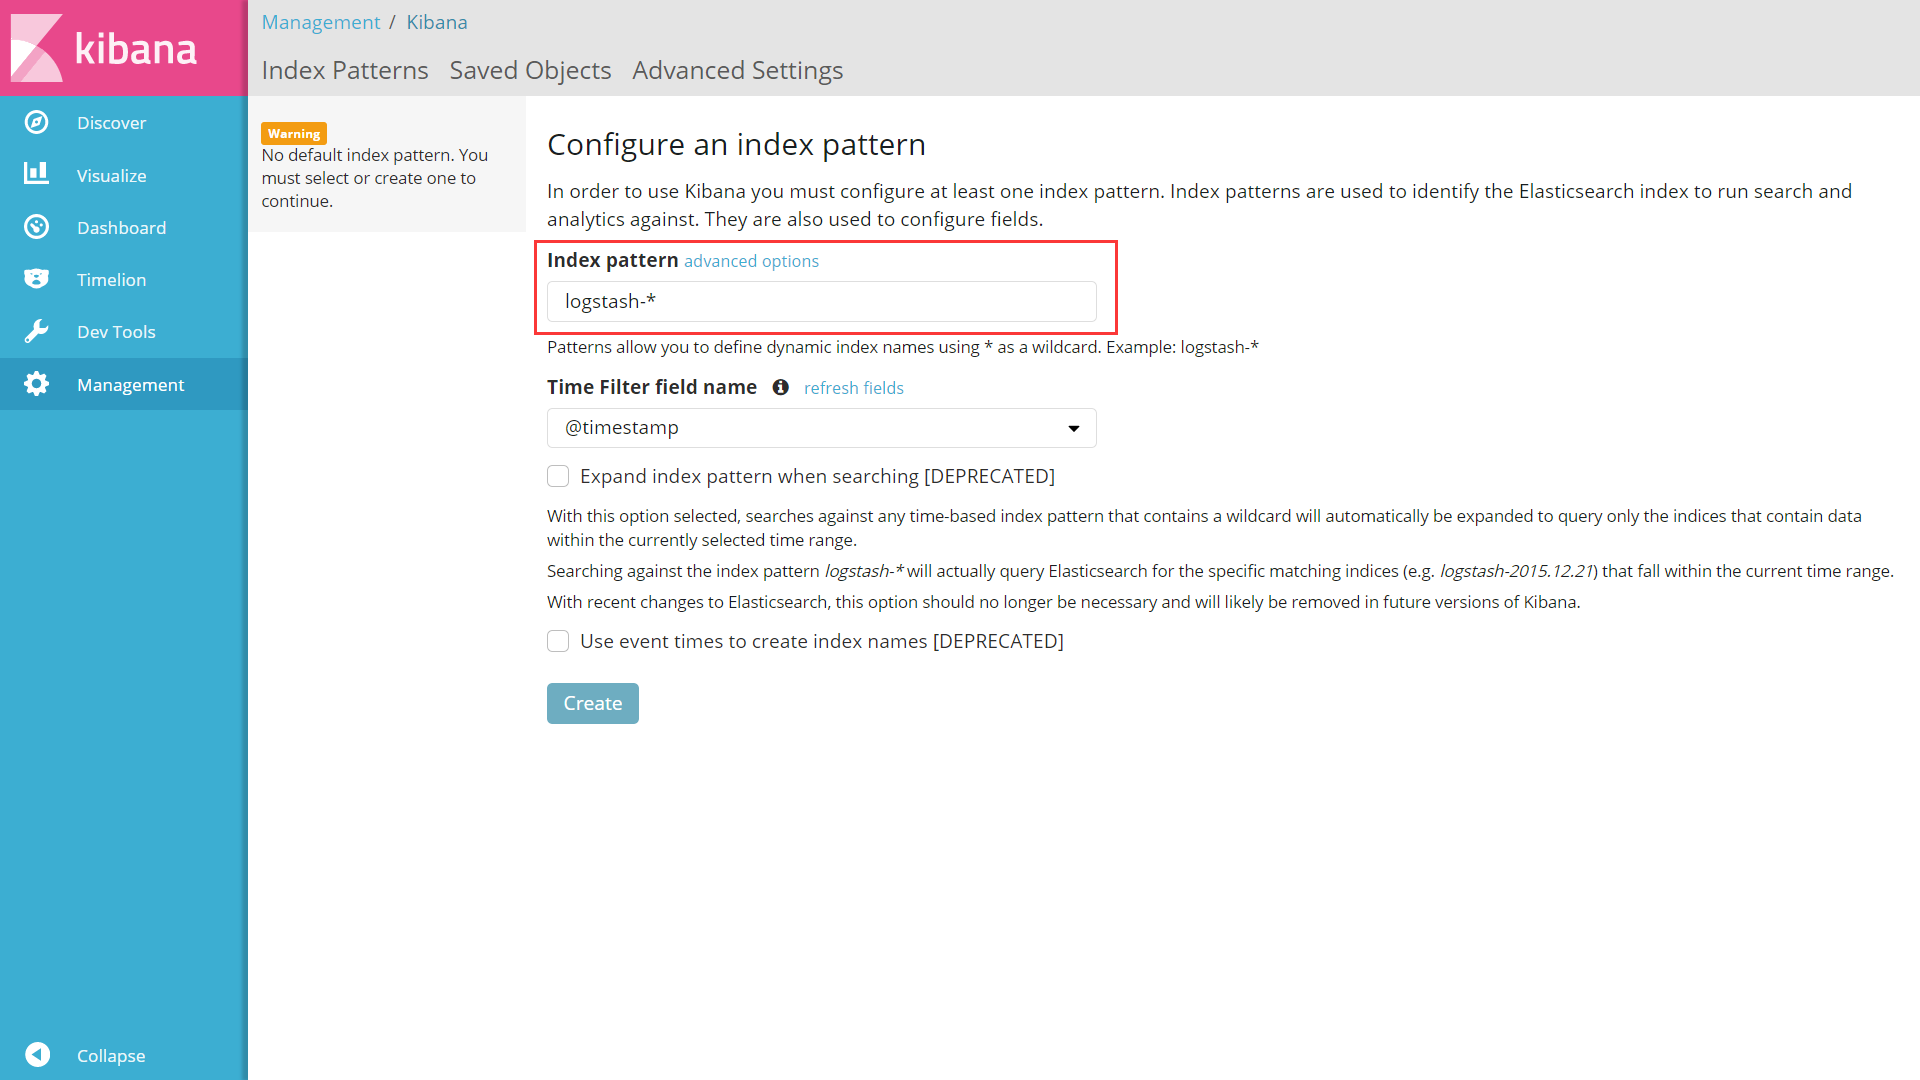 kibana
Management / Kibana
Index Patterns Saved Objects Advanced Settings
Discover
Visualize
Dashboard
Timelion
Dev Tools
Management
Collapse
Warning
No default index pattern. You
must select or create one to
continue.
Configure an index pattern
In order to use Kibana you must configure at least one index pattern. Index patterns are used to identify the Elasticsearch index to run search and
analytics against. They are also used to configure fields.
Index pattern advanced options
logstash-*
Patterns allow you to define dynamic index names using * as a wildcard. Example: logstash-*
Time Filter field name refresh fields
@timestamp
Expand index pattern when searching [DEPRECATED]
With this option selected, searches against any time-based index pattern that contains a wildcard will automatically be expanded to query only the indices that contain data
within the currently selected time range.
Searching against the index pattern logstash-* will actually query Elasticsearch for the specific matching indices (e.g. logstash-2015.12.21) that fall within the current time range.
With recent changes to Elasticsearch, this option should no longer be necessary and will likely be removed in future versions of Kibana.
Use event times to create index names [DEPRECATED]
Create